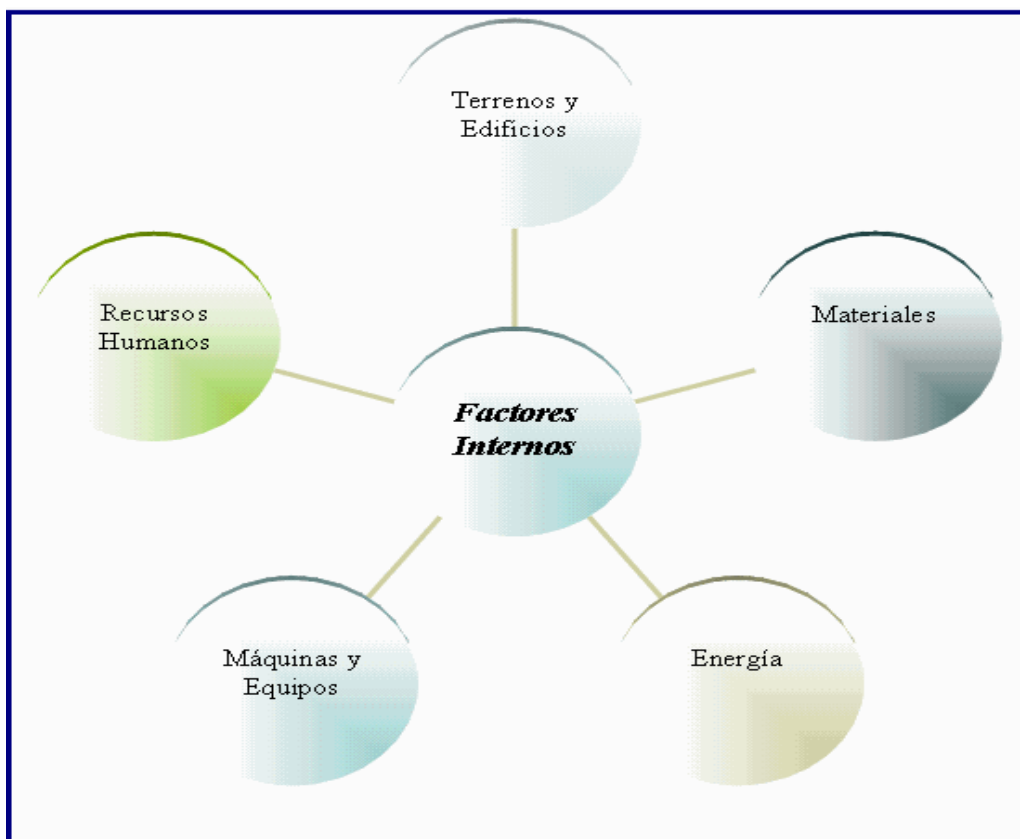 Terrenos y
Edificios
Recursos
Humanos
Materiales
Factores
Internos
Máquinas y
Equipos
Energía